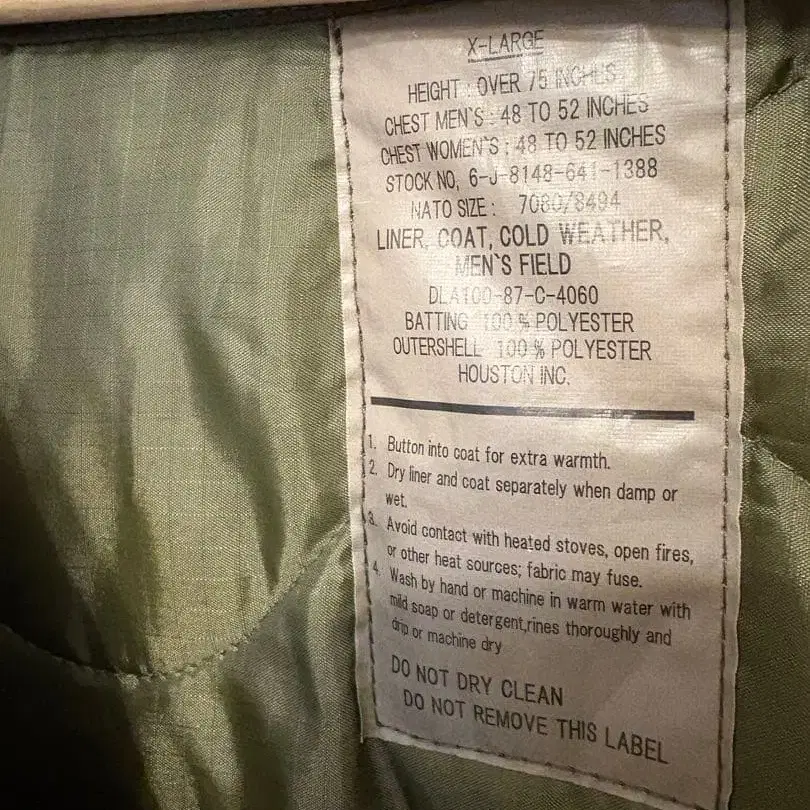 X-LARGE
HEIGHT : OVER 75 INCHES
CHEST MEN`S : 48 TO 52 INCHES
CHEST WOMEN`S : 48 TO 52 INCHES
STOCK NO, 6-J-8148-641-1388
NATO SIZE : 7080/8494
LINER, COAT, COLD WEATHER,
MEN`S FIELD
DLA100-87-C-4060
BATTING 100 % POLYESTER
OUTERSHELL 100 % POLYESTER
HOUSTON INC.
1. Button into coat for extra warmth.
2. Dry liner and coat separately when damp or
wet.
3. Avoid contact with heated stoves, open fires,
or other heat sources; fabric may fuse.
4. Wash by hand or machine in warm water with
mild soap or detergent,rines thoroughly and
drip or machine dry
DO NOT DRY CLEAN
DO NOT REMOVE THIS LABEL